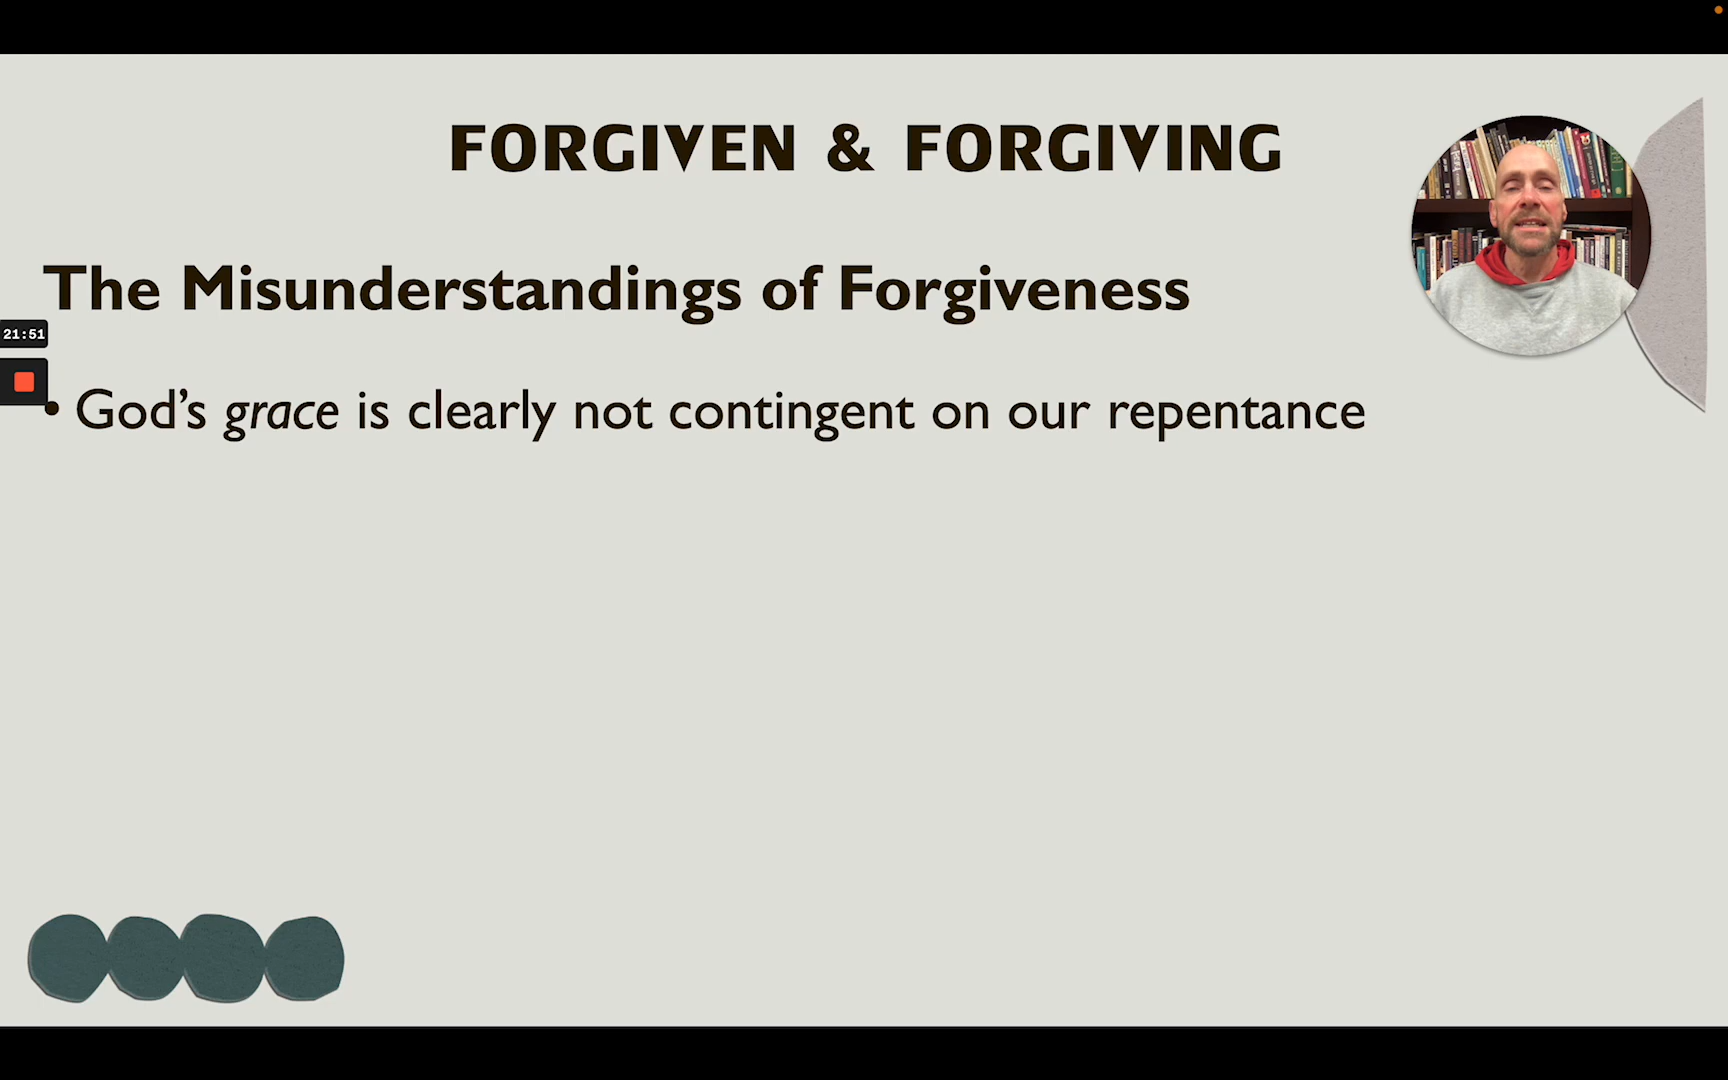 FORGIVEN & FORGIVING
The Misunderstandings of Forgiveness
21:51
• God’s grace is clearly not contingent on our repentance